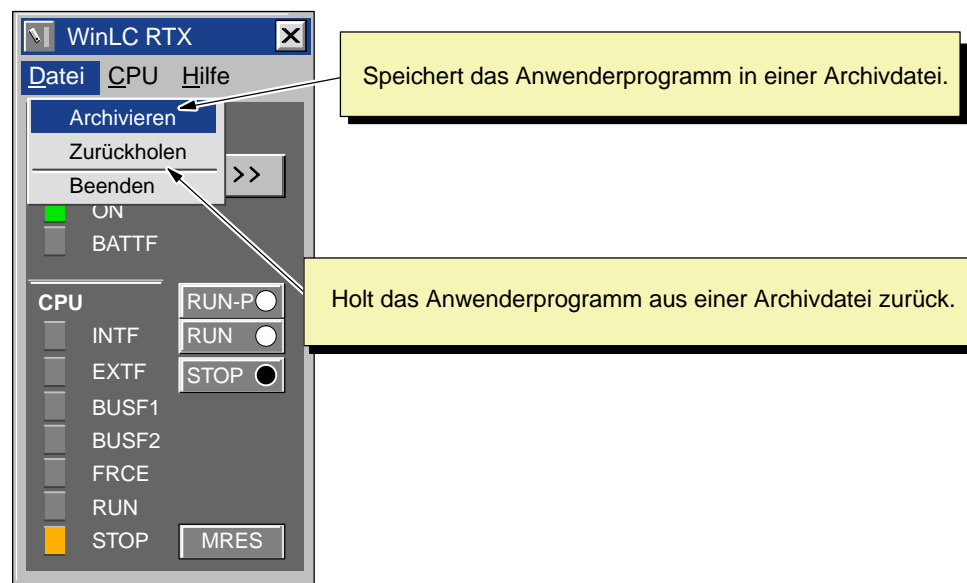 WinLC RTX
Datei CPU Hilfe
Speichert das Anwenderprogramm in einer Archivdatei.
Archivieren
Zurückholen
Beenden
>>
ON
BATTF
Holt das Anwenderprogramm aus einer Archivdatei zurück.
CPU
RUN-P
INTF
RUN
EXTF
STOP
BUSF1
BUSF2
FRCE
RUN
STOP
MRES